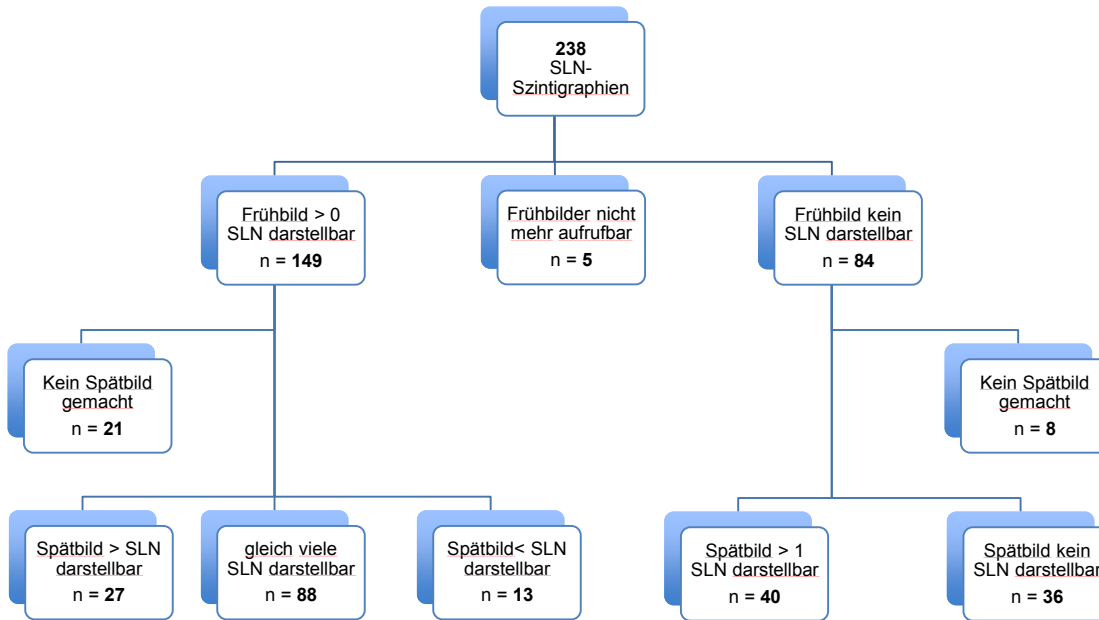 238
SLN-
Szintigraphien
Frühbild > 0
SLN darstellbar
n = 149
Frühbilder nicht
mehr aufrufbar
n = 5
Frühbild kein
SLN darstellbar
n = 84
Kein Spätbild
gemacht
n = 21
Kein Spätbild
gemacht
n = 8
Spätbild > SLN
darstellbar
n = 27
gleich viele
SLN darstellbar
n = 88
Spätbild< SLN
darstellbar
n = 13
Spätbild > 1
SLN darstellbar
n = 40
Spätbild kein
SLN darstellbar
n = 36